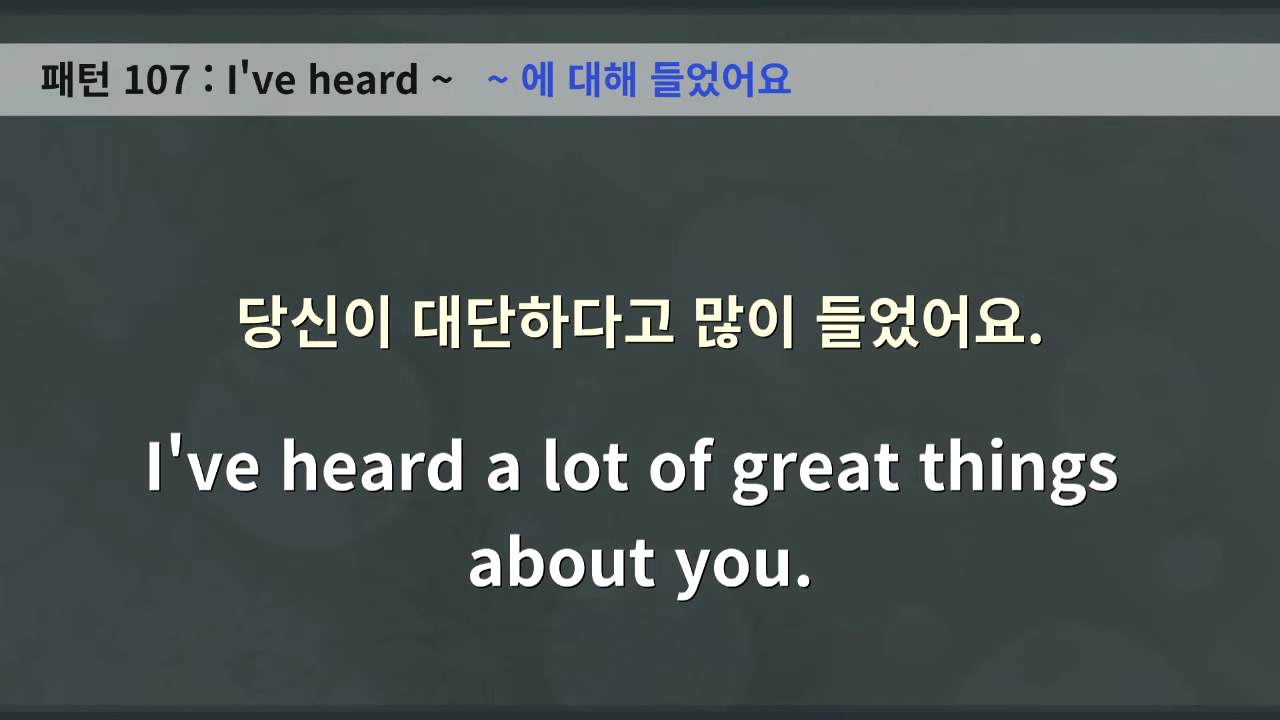 패턴 107 : I've heard ~ ~ 에 대해 들었어요
당신이 대단하다고 많이 들었어요.
I've heard a lot of great things
about you.